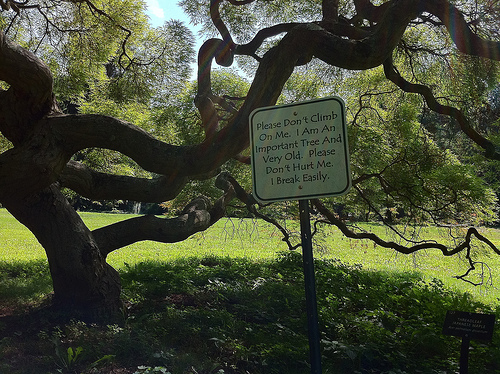 Please Don't Climb
On Me. I Am An
Important Tree And
Very Old. Please
Don't Hurt Me.
I Break Easily.